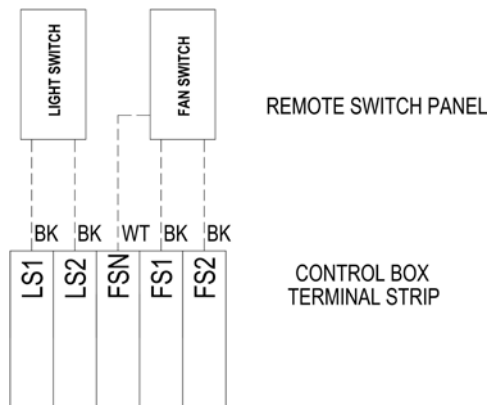 LIGHT SWITCH
FAN SWITCH
REMOTE SWITCH PANEL
BK BK WT BK BK
LS1 LS2 FSN FS1 FS2
CONTROL BOX
TERMINAL STRIP